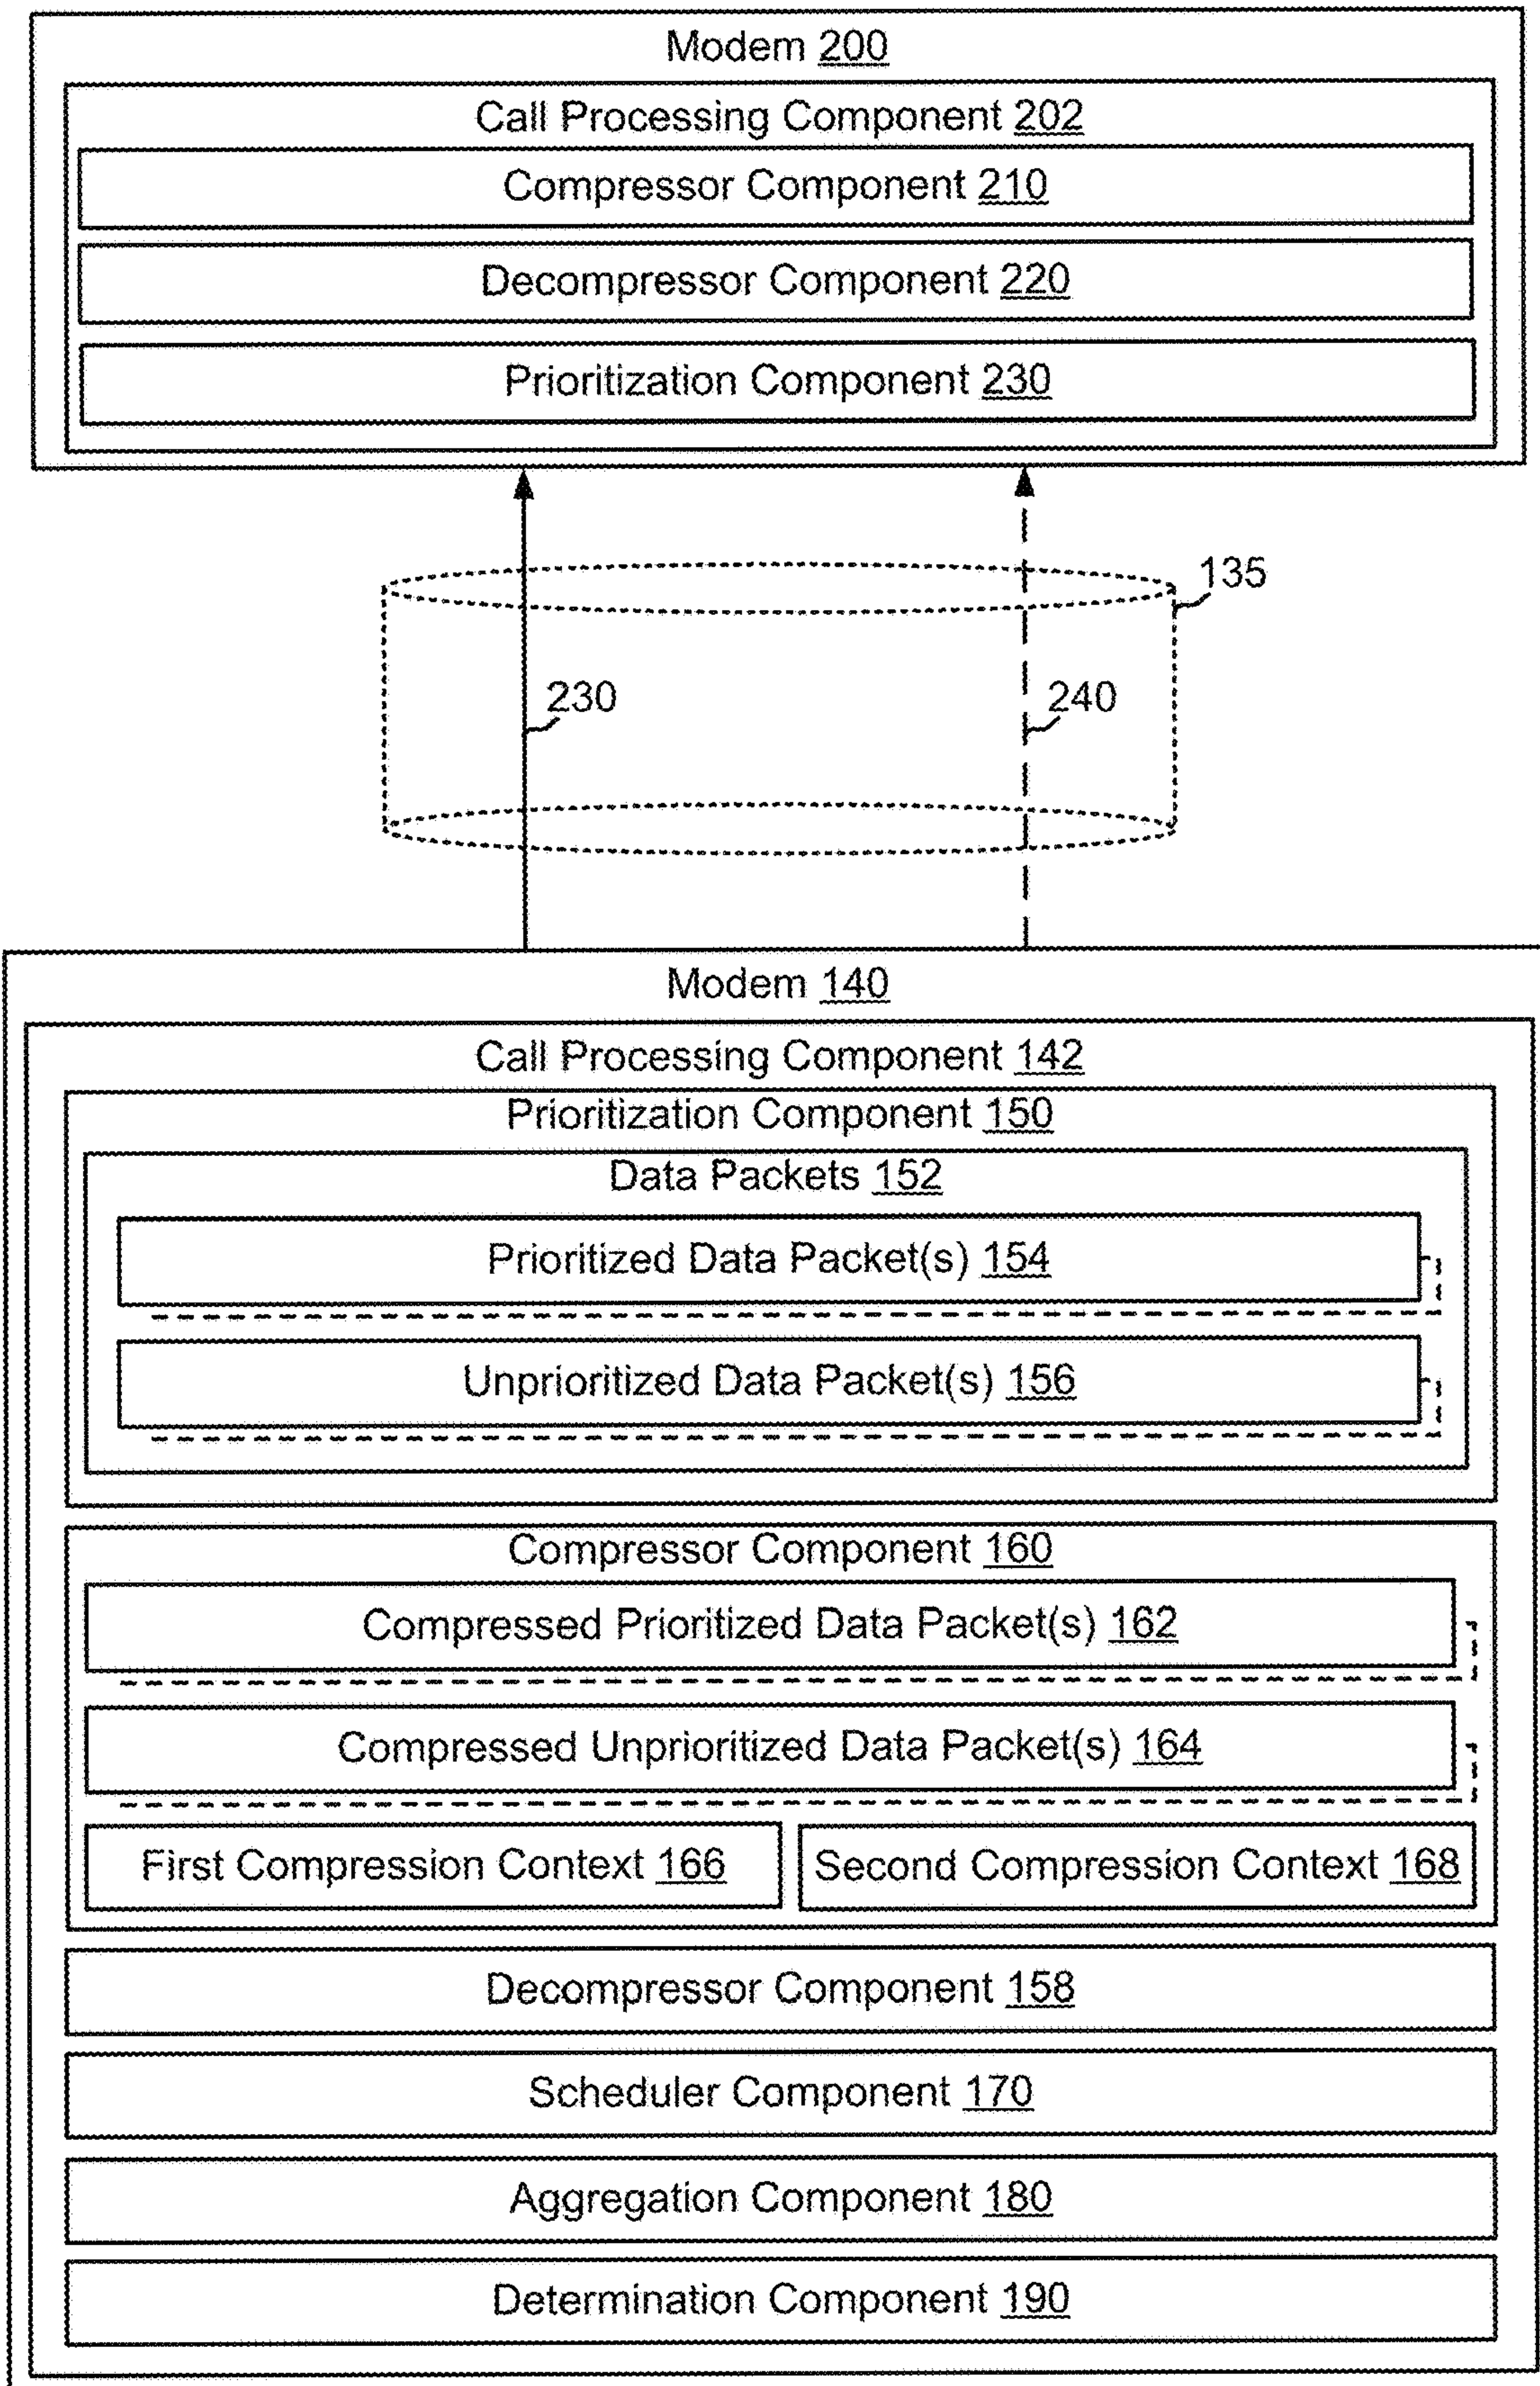 Modem 200
Call Processing Component 202
Compressor Component 210
Decompressor Component 220
Prioritization Component 230
135
230
240
Modem 140
Call Processing Component 142
Prioritization Component 150
Data Packets 152
Prioritized Data Packet(s) 154
Unprioritized Data Packet(s) 156
Compressor Component 160
Compressed Prioritized Data Packet(s) 162
Compressed Unprioritized Data Packet(s) 164
First Compression Context 166
Second Compression Context 168
Decompressor Component 158
Scheduler Component 170
Aggregation Component 180
Determination Component 190